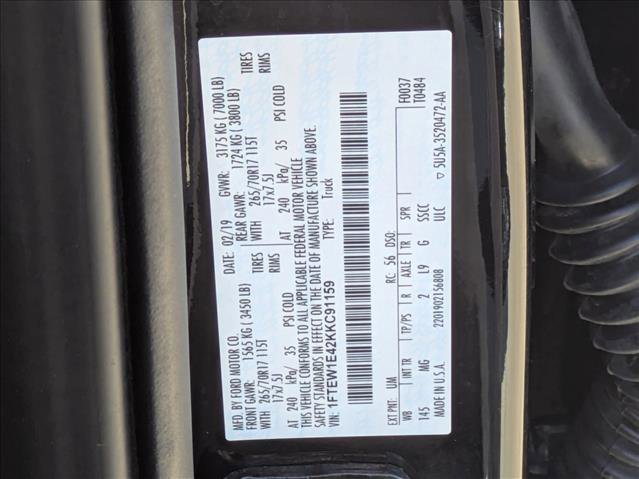 MFD. BY FORD MOTOR CO.
DATE: 02/19 GVWR: 3175 KG ( 7000 LB)
FRONT GAWR: 1565 KG ( 3450 LB) REAR GAWR: 1724 KG ( 3800 LB)
WITH 265/70R17 115T TIRES WITH 265/70R17 115T TIRES
17x7.5J RIMS 17x7.5J RIMS
AT 240 kPa/ 35 PSI COLD AT 240 kPa/ 35 PSI COLD
THIS VEHICLE CONFORMS TO ALL APPLICABLE FEDERAL MOTOR VEHICLE
SAFETY STANDARDS IN EFFECT ON THE DATE OF MANUFACTURE SHOWN ABOVE.
VIN: 1FTEW1E42KKC91159 TYPE: Truck
F0037
EXT PNT: UM RC: 56 DSO: T0484
WB INT TR TP/PS R AXLE TR SPR
145 MG 2 L9 G SSCC
MADE IN U.S.A. 2201902156808 ULC ▽ 5U5A-3520472-AA